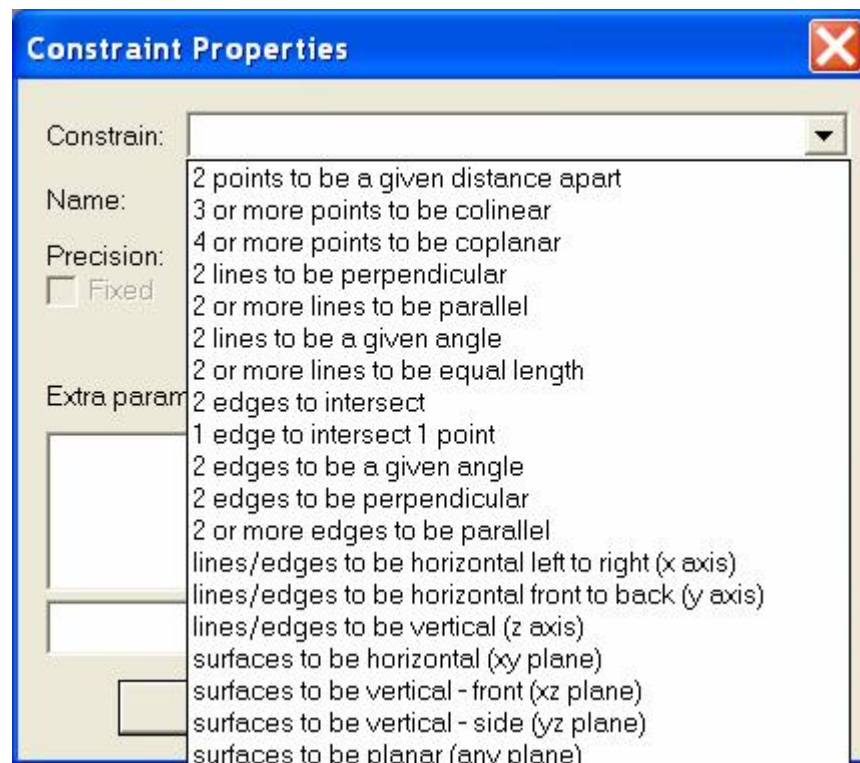 Constraint Properties
Constrain:
2 points to be a given distance apart
3 or more points to be colinear
4 or more points to be coplanar
2 lines to be perpendicular
2 or more lines to be parallel
2 lines to be a given angle
2 or more lines to be equal length
2 edges to intersect
1 edge to intersect 1 point
2 edges to be a given angle
2 edges to be perpendicular
2 or more edges to be parallel
lines/edges to be horizontal left to right (x axis)
lines/edges to be horizontal front to back (y axis)
lines/edges to be vertical (z axis)
surfaces to be horizontal (xy plane)
surfaces to be vertical - front (xz plane)
surfaces to be vertical - side (yz plane)
surfaces to be planar (any plane)
Name:
Precision:
Fixed
Extra param